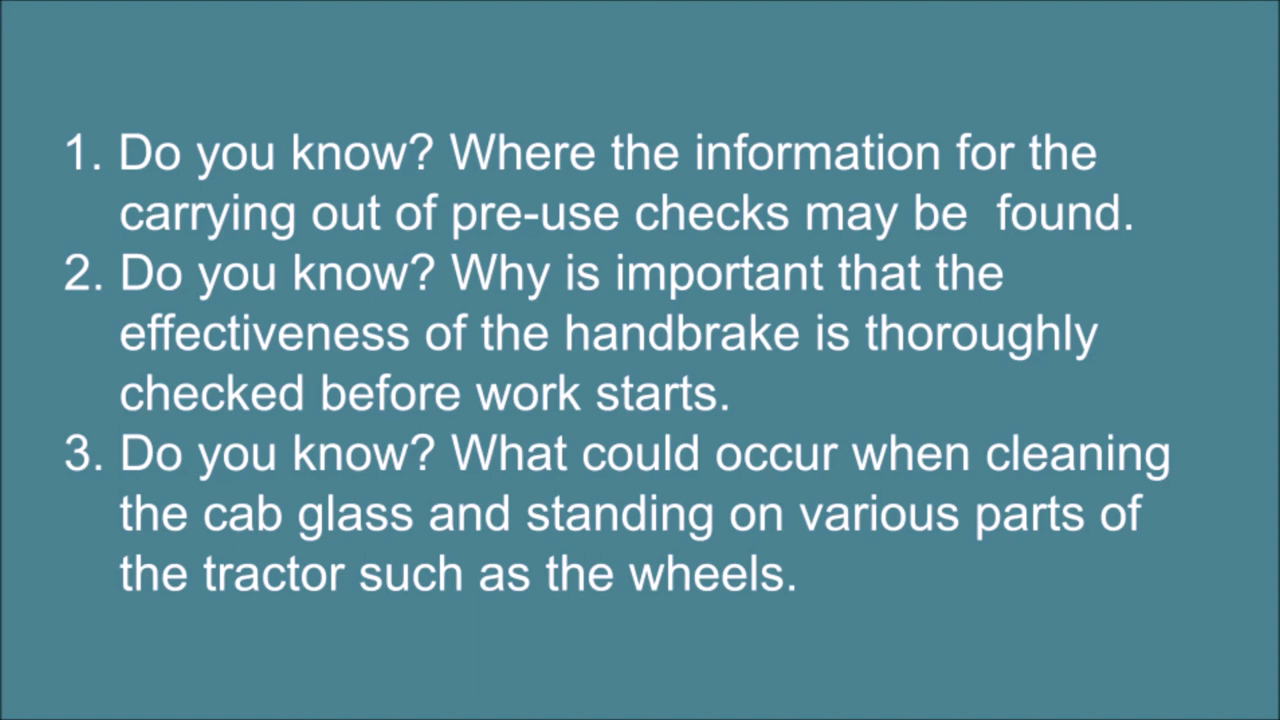 1. Do you know? Where the information for the
carrying out of pre-use checks may be  found.
2. Do you know? Why is important that the
effectiveness of the handbrake is thoroughly
checked before work starts.
3. Do you know? What could occur when cleaning
the cab glass and standing on various parts of
the tractor such as the wheels.